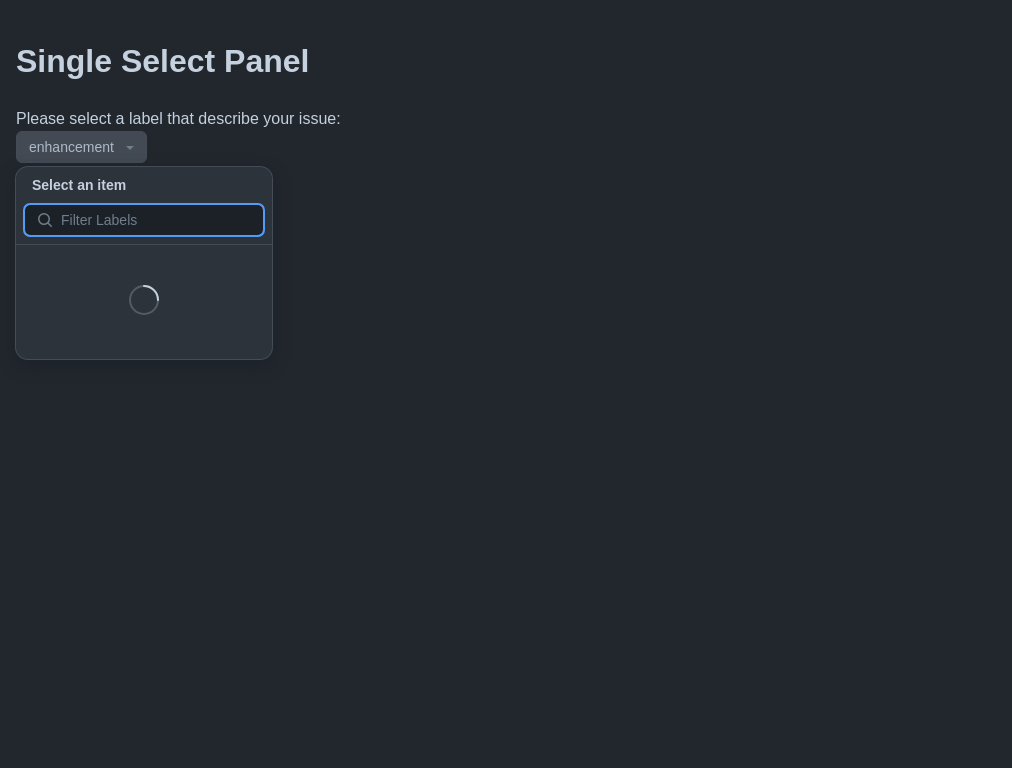 Single Select Panel
Please select a label that describe your issue:
enhancement
Select an item
Filter Labels